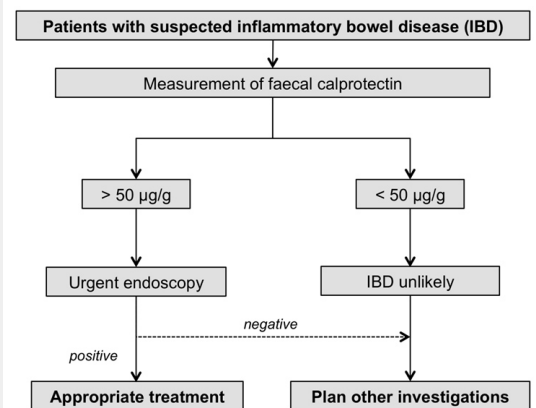 Patients with suspected inflammatory bowel disease (IBD)
Measurement of faecal calprotectin
> 50 µg/g
< 50 µg/g
Urgent endoscopy
IBD unlikely
negative
positive
Appropriate treatment
Plan other investigations